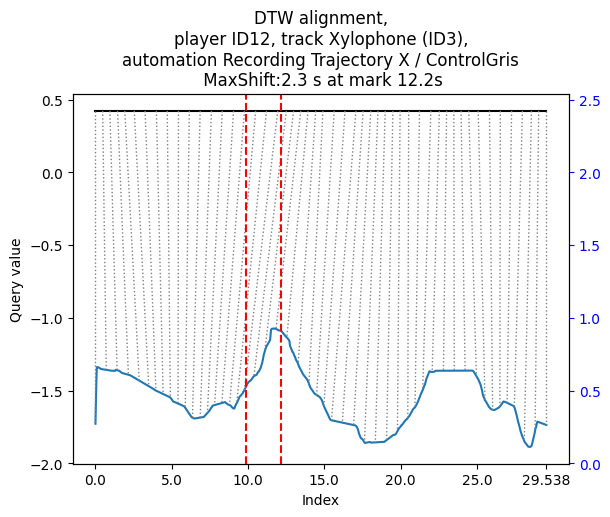 DTW alignment,
player ID12, track Xylophone (ID3),
automation Recording Trajectory X / ControlGris
MaxShift:2.3 s at mark 12.2s
0.5
0.0
−0.5
−1.0
−1.5
−2.0
Query value
2.5
2.0
1.5
1.0
0.5
0.0
0.0 5.0 10.0 15.0 20.0 25.0 29.538
Index